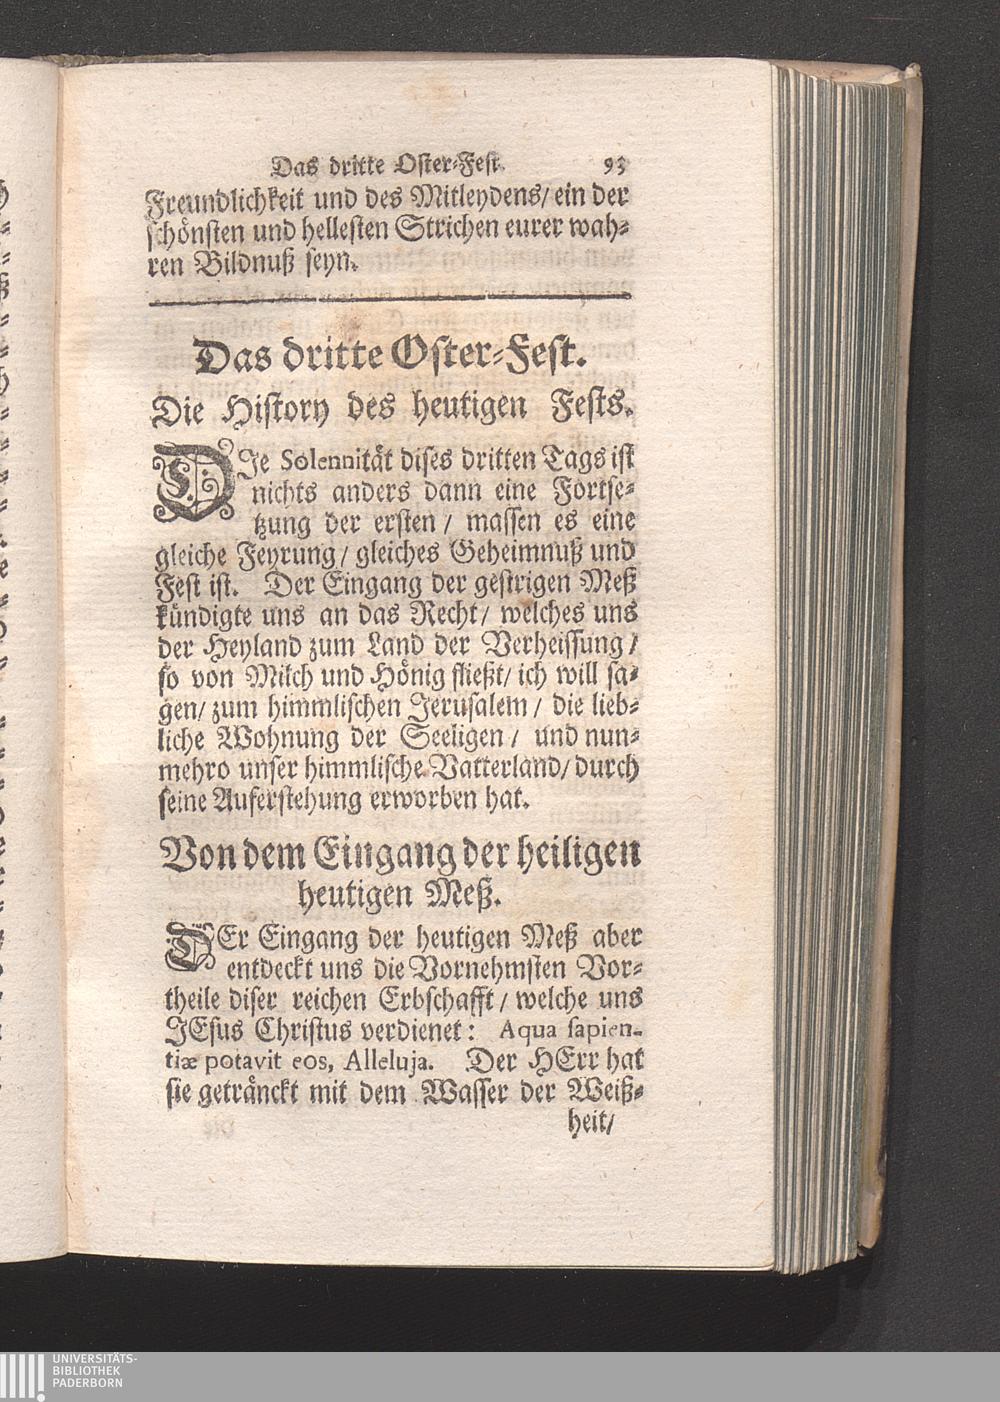 Das dritte Oster-Fest. 93
Freundlichkeit und des Mitleydens/ ein der
schönsten und hellesten Strichen eurer wah-
ren Bildnuß seyn.
Das dritte Oster-Fest.
Die History des heutigen Fests.
DIe Solennität dises dritten Tags ist
nichts anders dann eine Fortse-
tzung der ersten / massen es eine
gleiche Feyrung/ gleiches Geheimnuß und
Fest ist. Der Eingang der gestrigen Meß
kündigte uns an das Recht/ welches uns
der Heyland zum Land der Verheissung/
so von Milch und Hönig fließt/ ich will sa-
gen/ zum himmlischen Jerusalem / die lieb-
liche Wohnung der Seeligen / und nun-
mehro unser himmlische Vatterland/ durch
seine Auferstehung erworben hat.
Von dem Eingang der heiligen
heutigen Meß.
DEr Eingang der heutigen Meß aber
entdeckt uns die Vornehmsten Vor-
theile diser reichen Erbschafft / welche uns
JEsus Christus verdienet: Aqua sapien-
tiæ potavit eos, Alleluja. Der HErr hat
sie geträнckt mit dem Wasser der Weiß-
heit/
UNIVERSITÄTS-
BIBLIOTHEK
PADERBORN